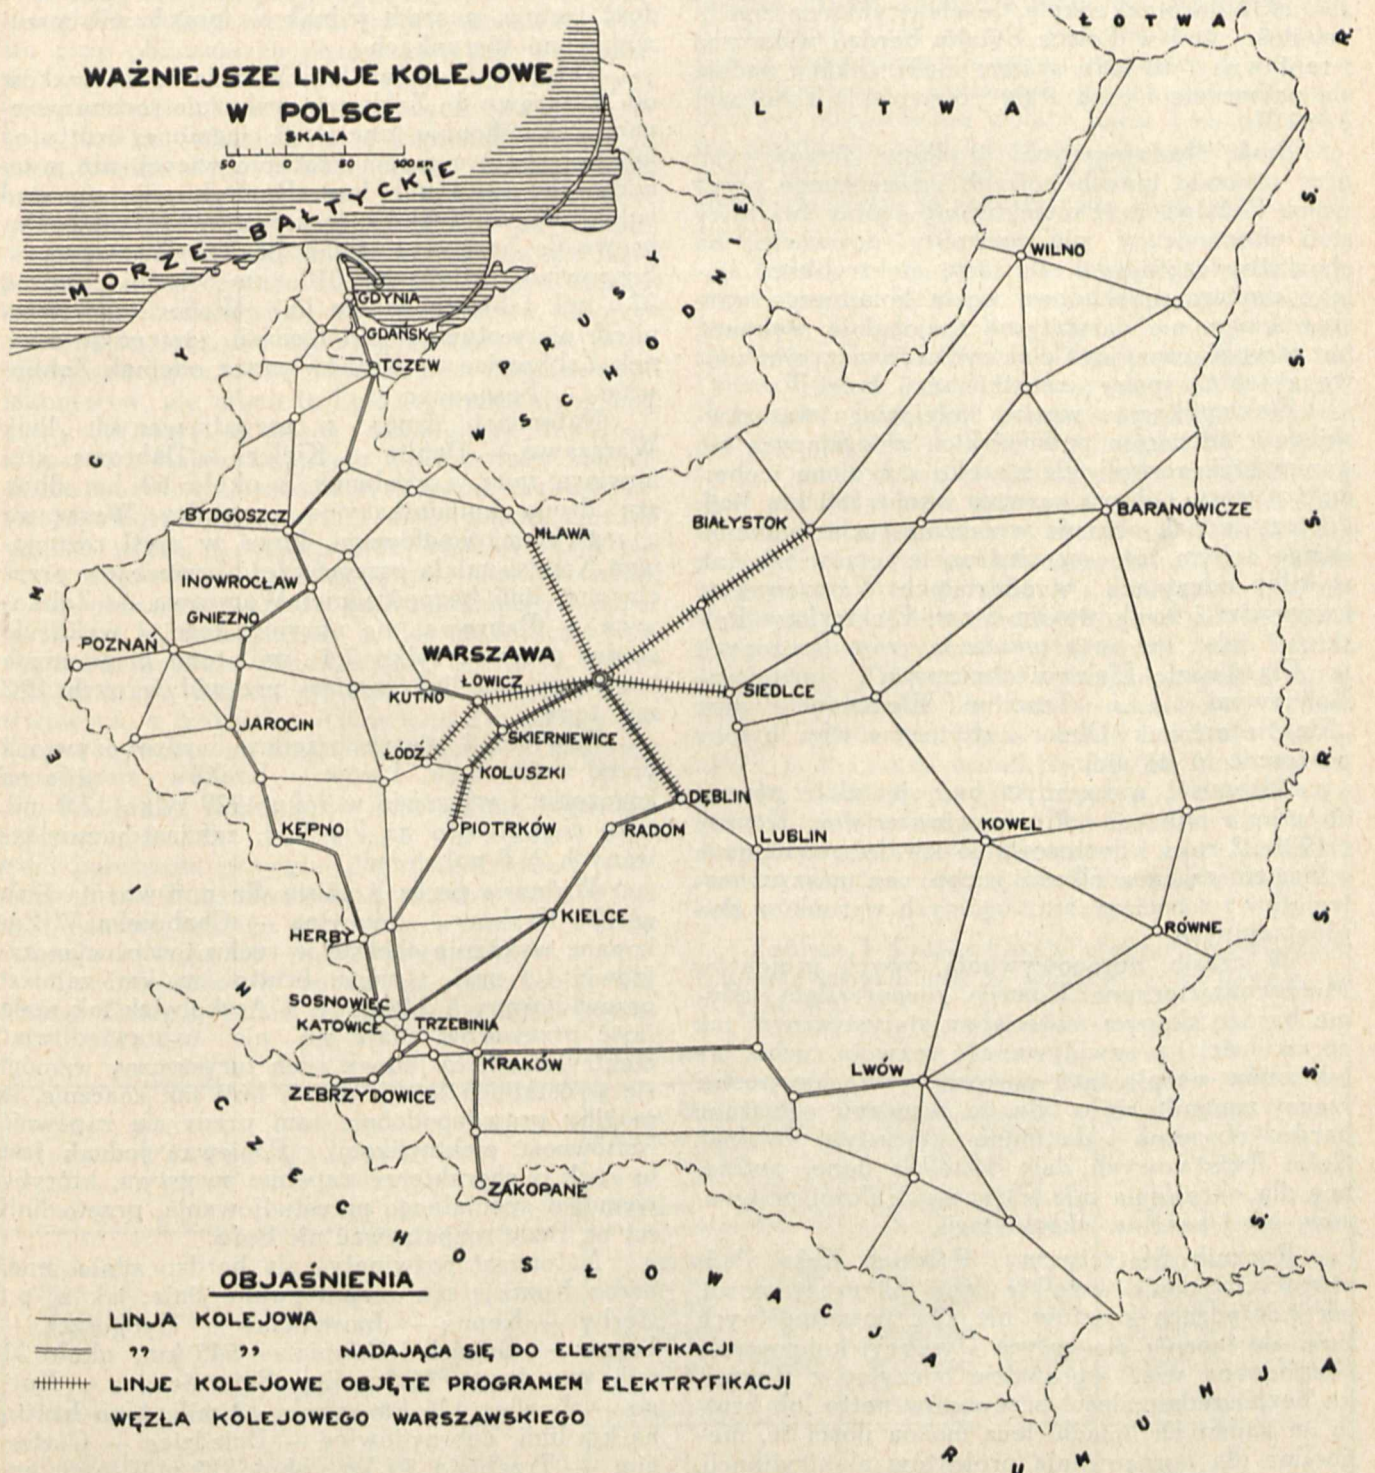 WAŻNIEJSZE LINJE KOLEJOWE
W POLSCE
SKALA
50 0 50 100 KM
ŁOTWA
LITWA
MORZE BAŁTYCKIE
PRUSY
WSCHODNIE
NIEMCY
GDYNIA
GDAŃSK
TCZEW
WILNO
BYDGOSZCZ
MŁAWA
BIAŁYSTOK
BARANOWICZE
INOWROCŁAW
GNIEZNO
POZNAŃ
WARSZAWA
ŁOWICZ
KUTNO
SIEDLCE
JAROCIN
SKIERNIEWICE
ŁÓDŹ
KOLUSZKI
DĘBLIN
KĘPNO
PIOTRKÓW
RADOM
LUBLIN
KOWEL
KIELCE
RÓWNE
HERBY
SOSNOWIEC
KATOWICE
TRZEBINIA
KRAKÓW
LWÓW
ZEBRZYDOWICE
ZAKOPANE
CZECHOSŁOWACJA
RUMUNJA
S. S. S. R.
R. S. S. S.
OBJAŚNIENIA
LINJA KOLEJOWA
„ „ NADAJĄCA SIĘ DO ELEKTRYFIKACJI
LINJE KOLEJOWE OBJĘTE PROGRAMEM ELEKTRYFIKACJI
WĘZŁA KOLEJOWEGO WARSZAWSKIEGO